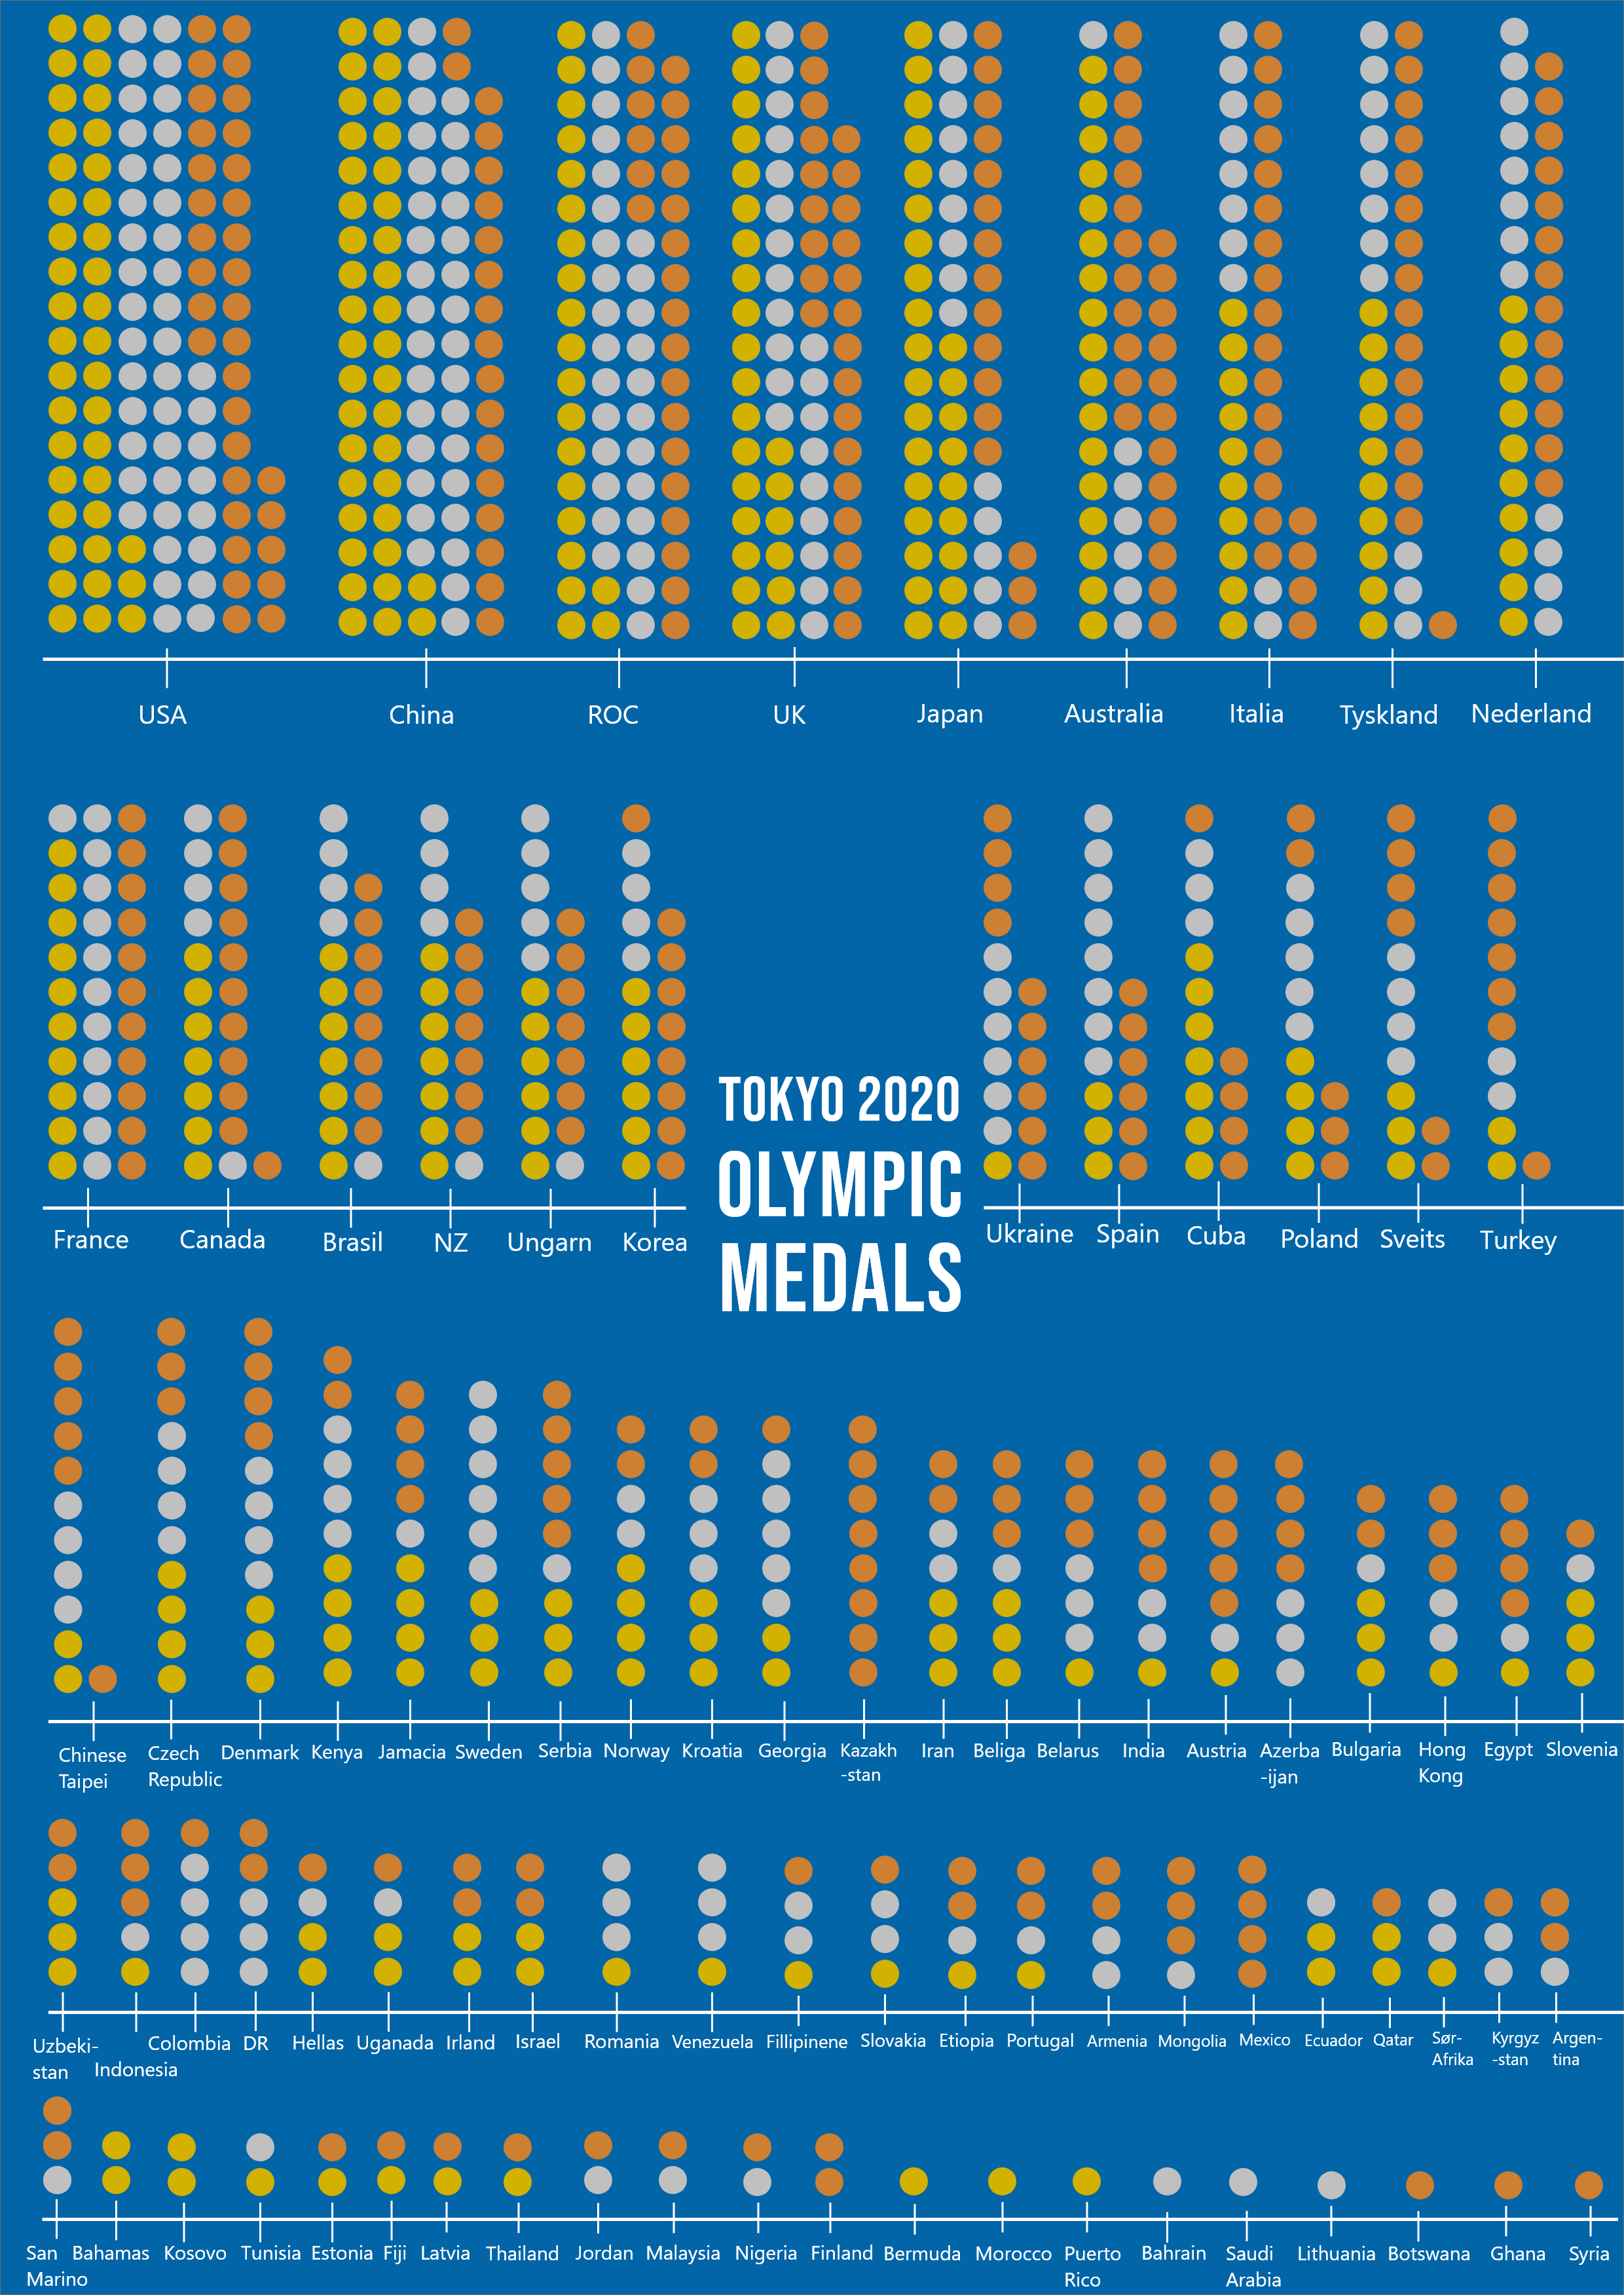 USA China ROC UK Japan Australia Italia Tyskland Nederland
TOKYO 2020
OLYMPIC
MEDALS
France Canada Brasil NZ Ungarn Korea Ukraine Spain Cuba Poland Sveits Turkey
Chinese Czech Denmark Kenya Jamacia Sweden Serbia Norway Kroatia Georgia Kazakh Iran Beliga Belarus India Austria Azerba Bulgaria Hong Egypt Slovenia
Taipei Republic -stan -ijan Kong
Uzbeki- Colombia DR Hellas Uganada Irland Israel Romania Venezuela Fillipinene Slovakia Etiopia Portugal Armenia Mongolia Mexico Ecuador Qatar Sør- Kyrgyz Argen-
stan Indonesia Afrika -stan tina
San Bahamas Kosovo Tunisia Estonia Fiji Latvia Thailand Jordan Malaysia Nigeria Finland Bermuda Morocco Puerto Bahrain Saudi Lithuania Botswana Ghana Syria
Marino Rico Arabia